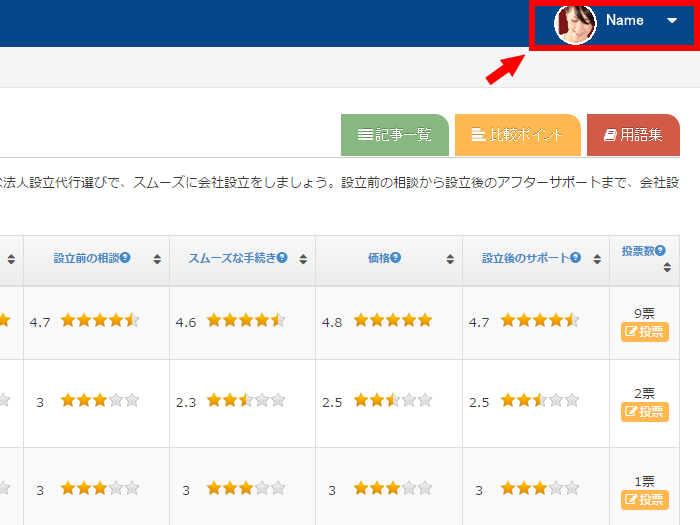 Name
記事一覧
比較ポイント
用語集
法人設立代行選びで、スムーズに会社設立をしましょう。設立前の相談から設立後のアフターサポートまで、会社設
設立前の相談
スムーズな手続き
価格
設立後のサポート
投票数
4.7
4.6
4.8
4.7
9票
投票
3
2.3
2.5
2.5
2票
投票
3
3
3
3
1票
投票